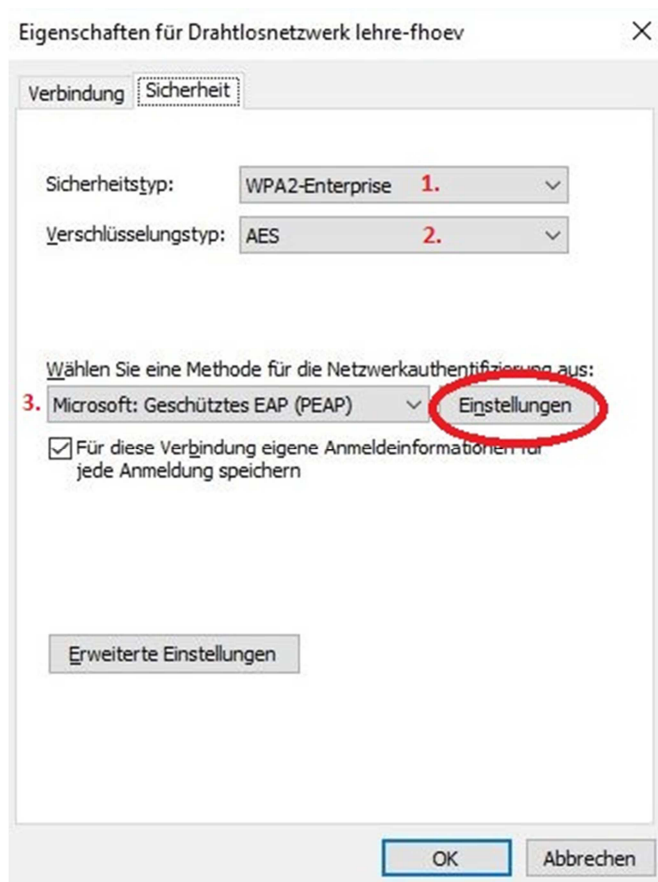 Eigenschaften für Drahtlosnetzwerk lehre-fhoev
Verbindung Sicherheit
Sicherheitstyp: WPA2-Enterprise 1.
Verschlüsselungstyp: AES 2.
Wählen Sie eine Methode für die Netzwerkauthentifizierung aus:
3. Microsoft: Geschütztes EAP (PEAP) Einstellungen
Für diese Verbindung eigene Anmeldeinformationen für
jede Anmeldung speichern
Erweiterte Einstellungen
OK Abbrechen